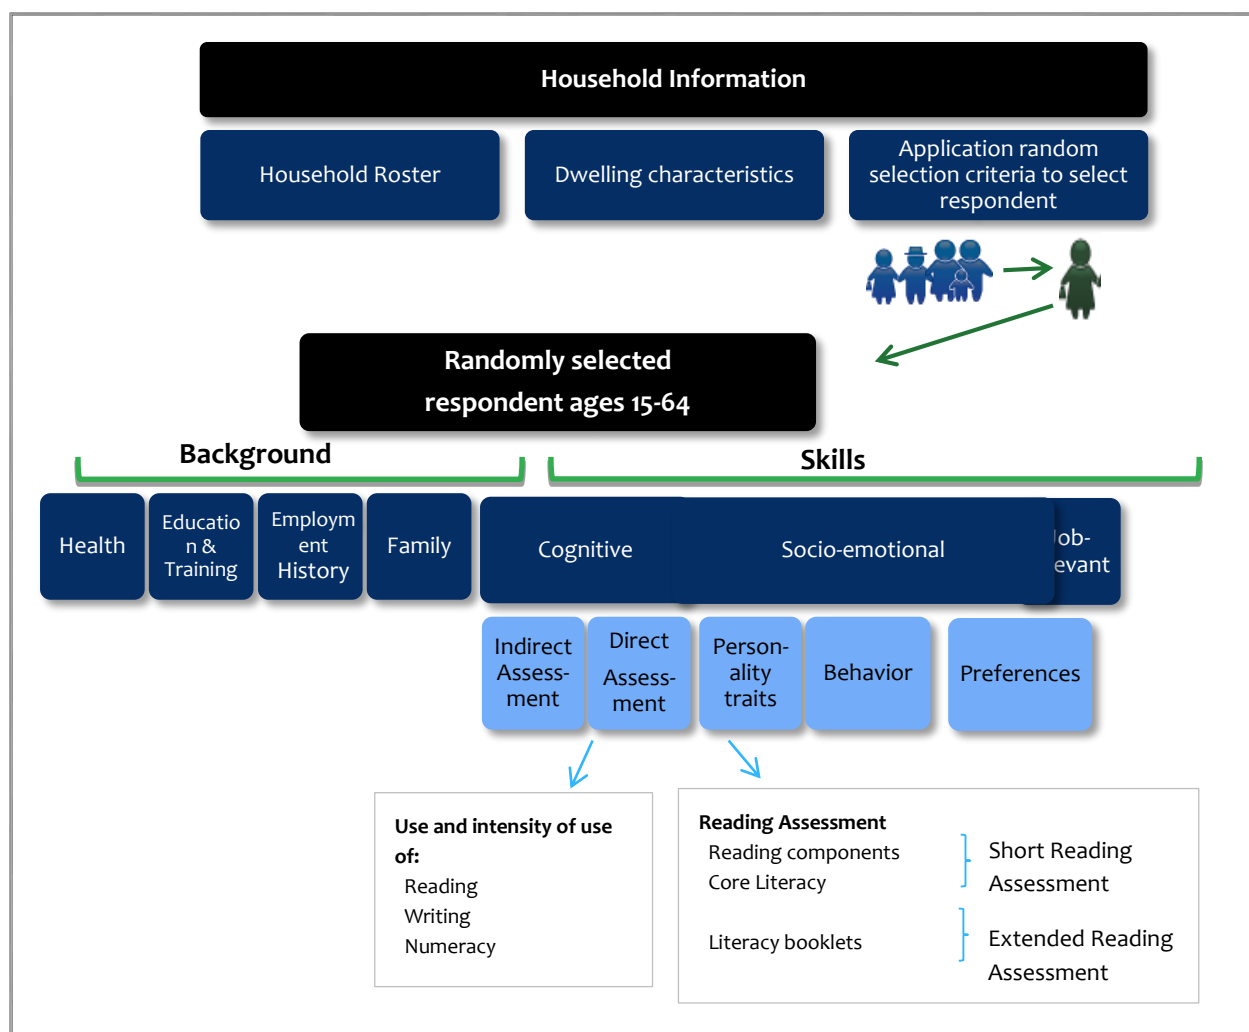 Household Information
Household Roster
Dwelling characteristics
Application random
selection criteria to select
respondent
Randomly selected
respondent ages 15-64
Background
Skills
Health
Educatio
n &
Training
Employm
ent
History
Family
Cognitive
Socio-emotional
Job-
evant
Indirect
Assess-
ment
Direct
Assess-
ment
Person-
ality
traits
Behavior
Preferences
Use and intensity of use
of:
Reading
Writing
Numeracy
Reading Assessment
Reading components
Core Literacy
Literacy booklets
Short Reading
Assessment
Extended Reading
Assessment